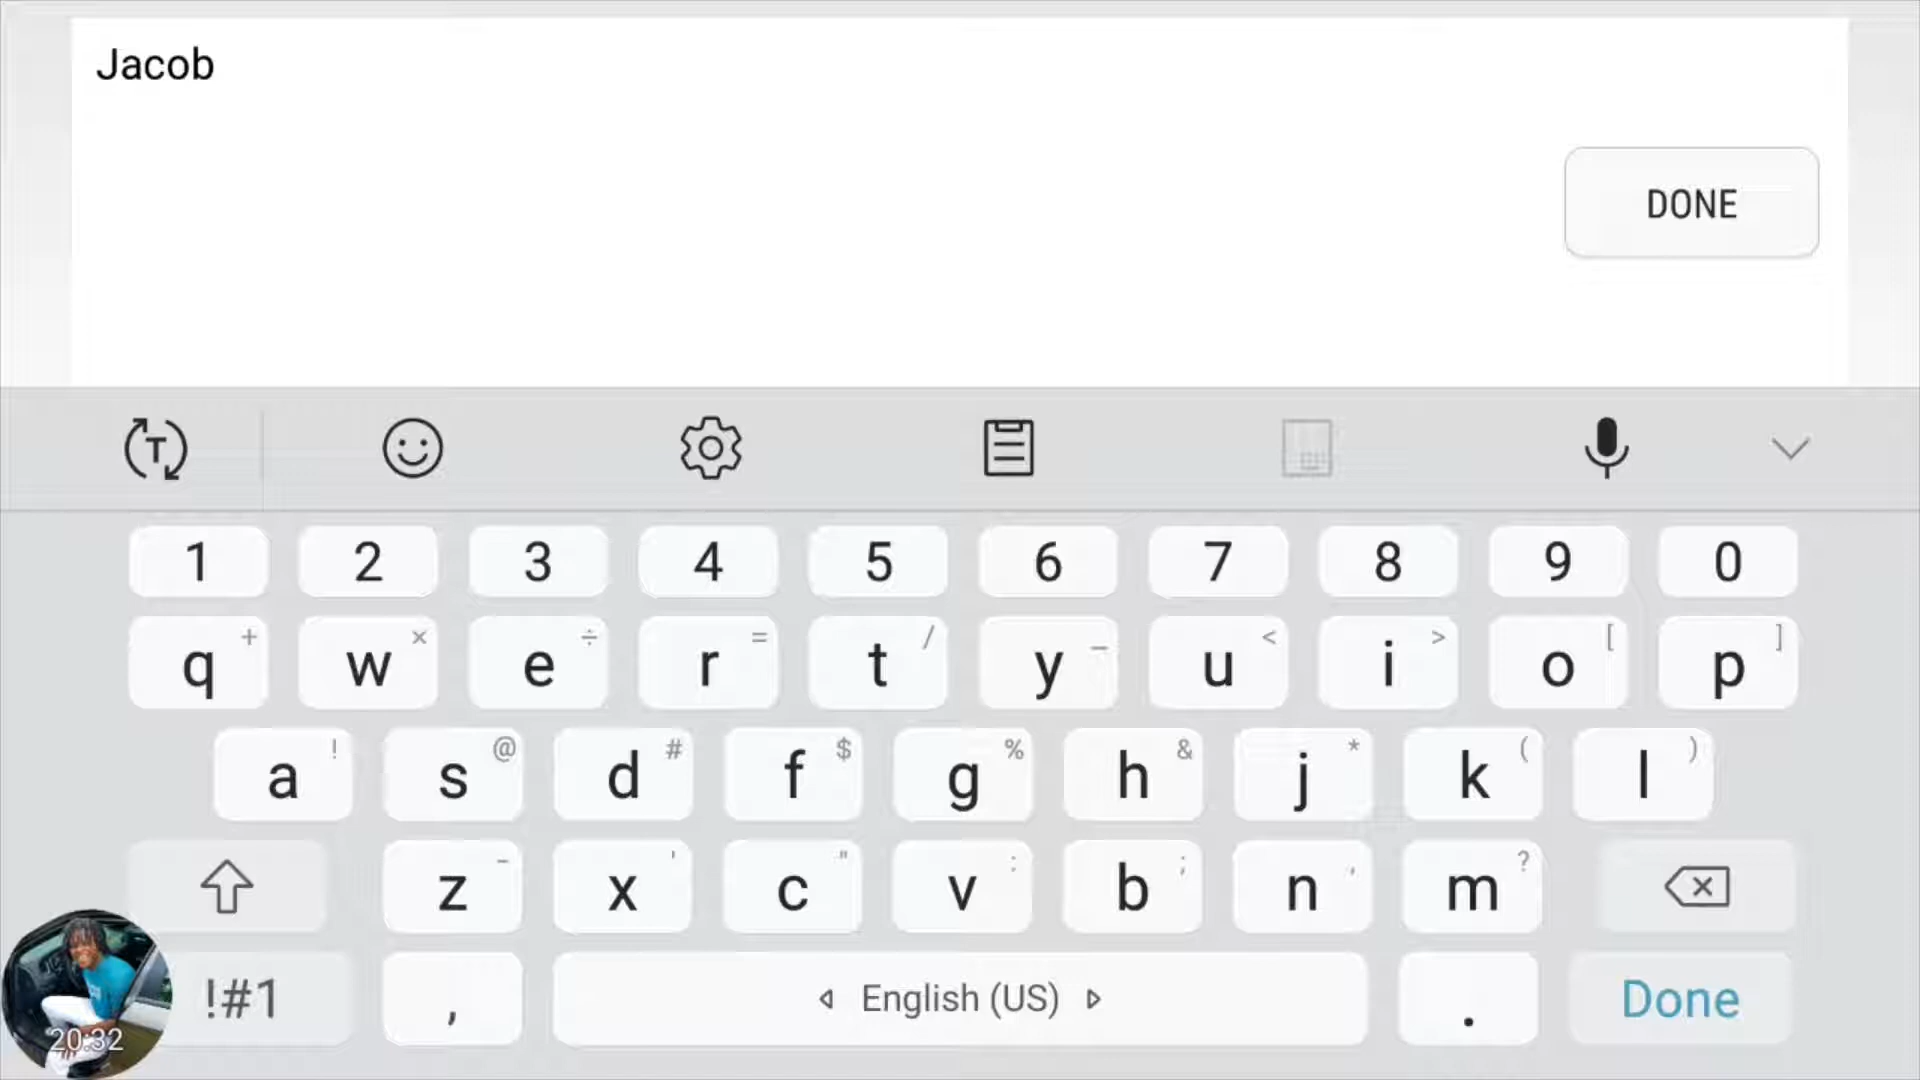 Jacob
DONE
T
1 2 3 4 5 6 7 8 9 0
q + w × e ÷ r = t / y _ u < i > o [ p ]
a ! s @ d # f $ g % h & j * k ( l )
z - x ' c " v : b ; n , m ?
!#1 , English (US) . Done
20:32